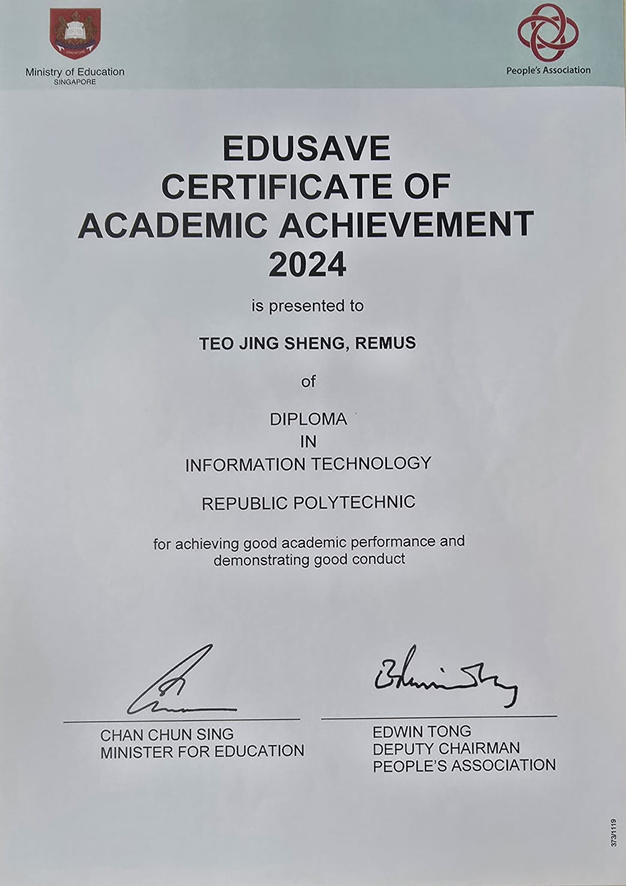 Ministry of Education
SINGAPORE
People's Association
EDUSAVE
CERTIFICATE OF
ACADEMIC ACHIEVEMENT
2024
is presented to
TEO JING SHENG, REMUS
of
DIPLOMA
IN
INFORMATION TECHNOLOGY
REPUBLIC POLYTECHNIC
for achieving good academic performance and
demonstrating good conduct
CHAN CHUN SING
MINISTER FOR EDUCATION
EDWIN TONG
DEPUTY CHAIRMAN
PEOPLE'S ASSOCIATION
373/1119